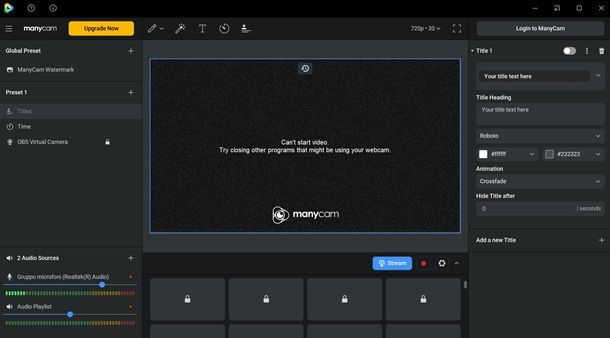 manycam
Upgrade Now
720p • 30
Login to ManyCam
Global Preset
ManyCam Watermark
Preset 1
Titles
Time
OBS Virtual Camera
2 Audio Sources
Gruppo microfoni (Realtek(R) Audio)
Audio Playlist
Can't start video.
Try closing other programs that might be using your webcam.
manycam
Stream
Title 1
Your title text here
Title Heading
Your title text here
Roboto
#ffffff
#232323
Animation
Crossfade
Hide Title after
0
seconds
Add a new Title